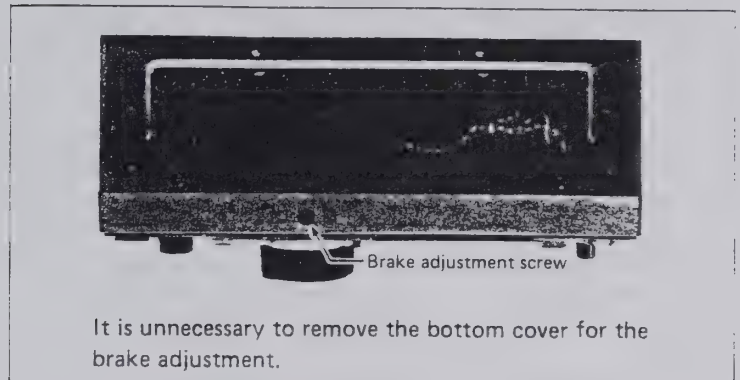 Brake adjustment screw
It is unnecessary to remove the bottom cover for the
brake adjustment.